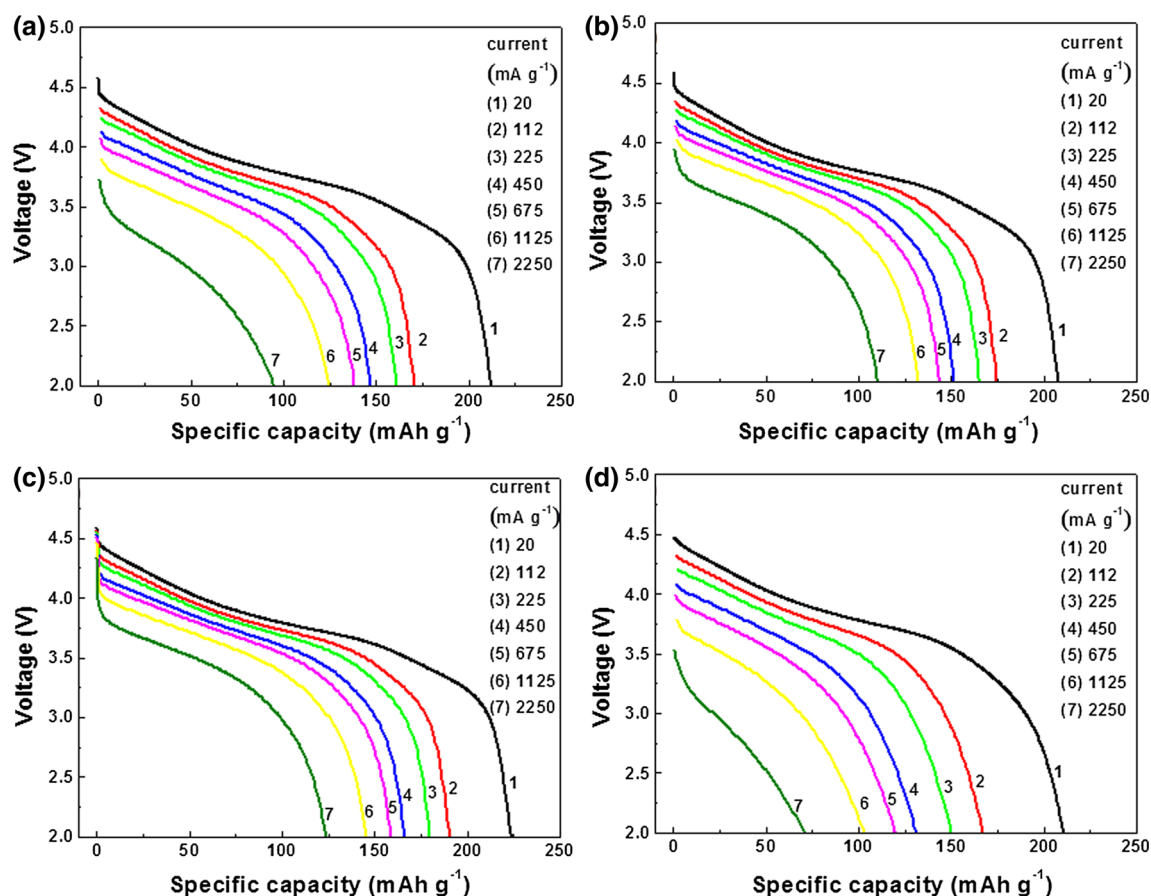 (a)
5.0
4.5
4.0
3.5
3.0
2.5
2.0
Voltage (V)
current
(mA g⁻¹)
(1) 20
(2) 112
(3) 225
(4) 450
(5) 675
(6) 1125
(7) 2250
7 6 5 4 3 2 1
0 50 100 150 200 250
Specific capacity (mAh g⁻¹)
(b)
5.0
4.5
4.0
3.5
3.0
2.5
2.0
Voltage (V)
current
(mA g⁻¹)
(1) 20
(2) 112
(3) 225
(4) 450
(5) 675
(6) 1125
(7) 2250
7 6 5 4 3 2 1
0 50 100 150 200 250
Specific capacity (mAh g⁻¹)
(c)
5.0
4.5
4.0
3.5
3.0
2.5
2.0
Voltage (V)
current
(mA g⁻¹)
(1) 20
(2) 112
(3) 225
(4) 450
(5) 675
(6) 1125
(7) 2250
7 6 5 4 3 2 1
0 50 100 150 200 250
Specific capacity (mAh g⁻¹)
(d)
5.0
4.5
4.0
3.5
3.0
2.5
2.0
Voltage (V)
current
(mA g⁻¹)
(1) 20
(2) 112
(3) 225
(4) 450
(5) 675
(6) 1125
(7) 2250
7 6 5 4 3 2 1
0 50 100 150 200 250
Specific capacity (mAh g⁻¹)